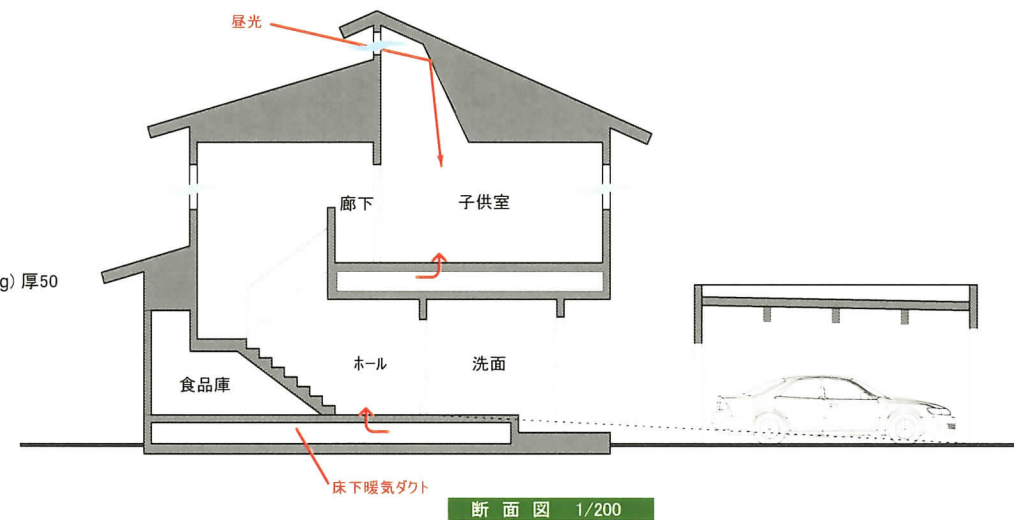 昼光
廊下
子供室
g) 厚50
ホール
洗面
食品庫
床下暖気ダクト
断面図 1/200